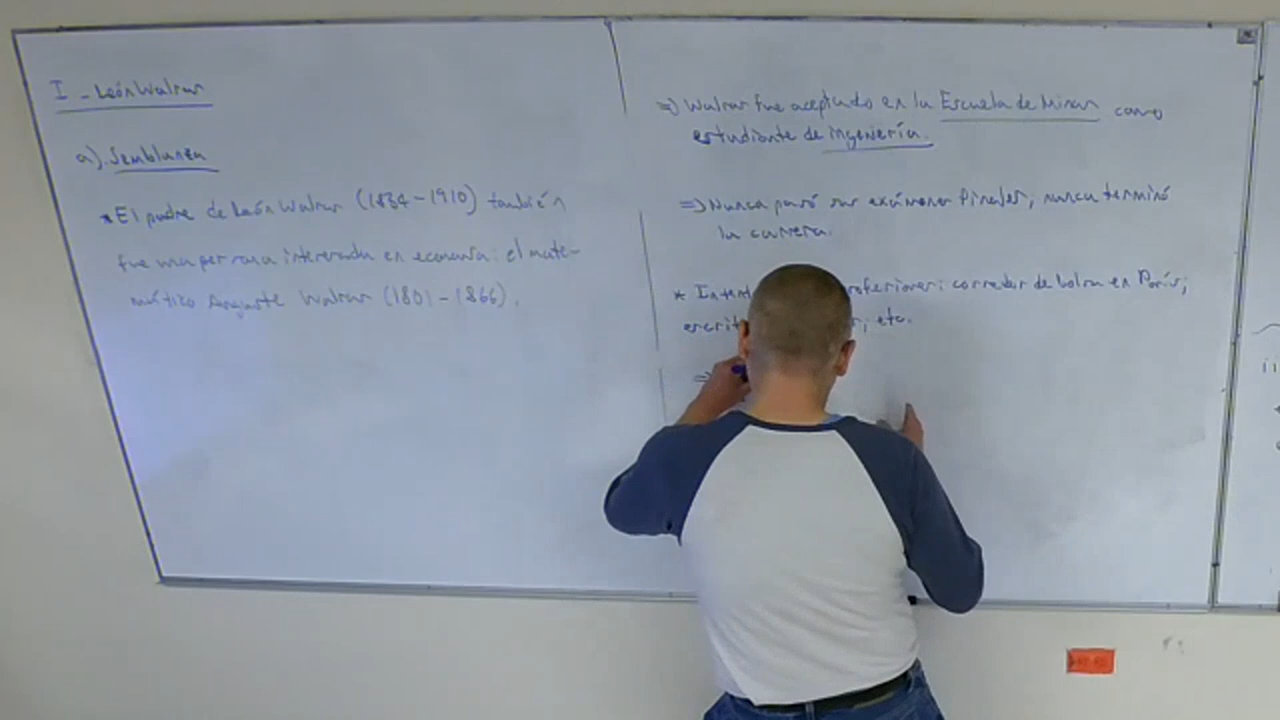 I - León Walras
a). Semblanza
* El padre de León Walras (1834-1910) también
fue una persona interesada en economía: el mate-
mático Auguste Walras (1801-1866).
=> Walras fue aceptado en la Escuela de Minas como
estudiante de ingeniería.
=> Nunca pasó sus exámenes finales; nunca terminó
la carrera.
* profesiones: corredor de bolsa en París;
etc.
=>